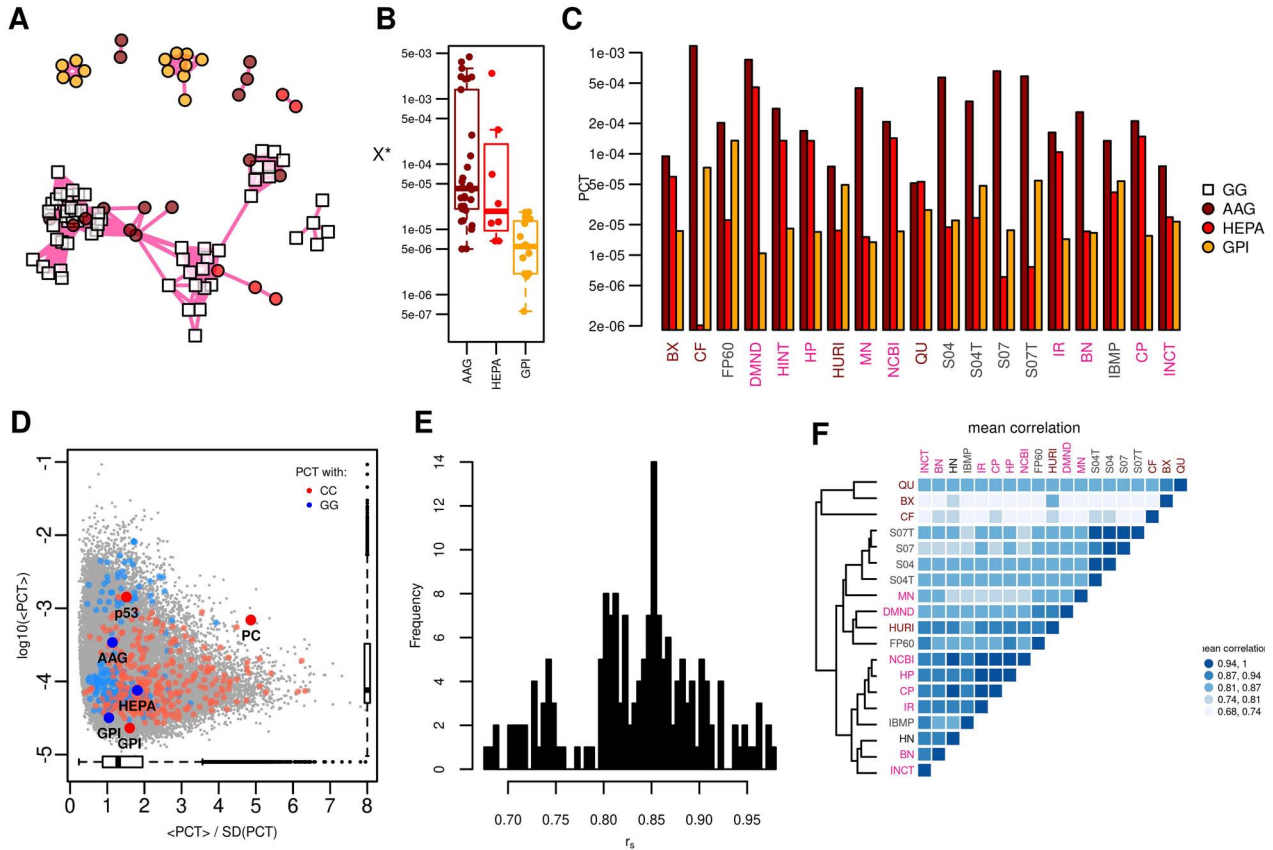 A
B
C
5e-03
1e-03
5e-04
1e-04
5e-05
1e-05
5e-06
1e-06
5e-07
X*
AAG
HEPA
GPI
1e-03
5e-04
2e-04
1e-04
5e-05
2e-05
1e-05
5e-06
2e-06
PCT
BX
CF
FP60
DMND
HINT
HP
HURI
MN
NCBI
QU
S04
S04T
S07
S07T
IR
BN
IBMP
CP
INCT
GG
AAG
HEPA
GPI
D
-1
-2
-3
-4
-5
log10(<PCT>)
PCT with:
CC
GG
p53
PC
AAG
HEPA
GPI
GPI
0 1 2 3 4 5 6 7 8
<PCT> / SD(PCT)
E
14
12
10
8
6
4
2
0
Frequency
0.70 0.75 0.80 0.85 0.90 0.95
rs
F
mean correlation
INCT
BN
HN
IBMP
IR
CP
HP
NCBI
FP60
HURI
DMND
MN
S04T
S04
S07
S07T
CF
BX
QU
QU
BX
CF
S07T
S07
S04
S04T
MN
DMND
HURI
FP60
NCBI
HP
CP
IR
IBMP
HN
BN
INCT
mean correlation
0.94, 1
0.87, 0.94
0.81, 0.87
0.74, 0.81
0.68, 0.74